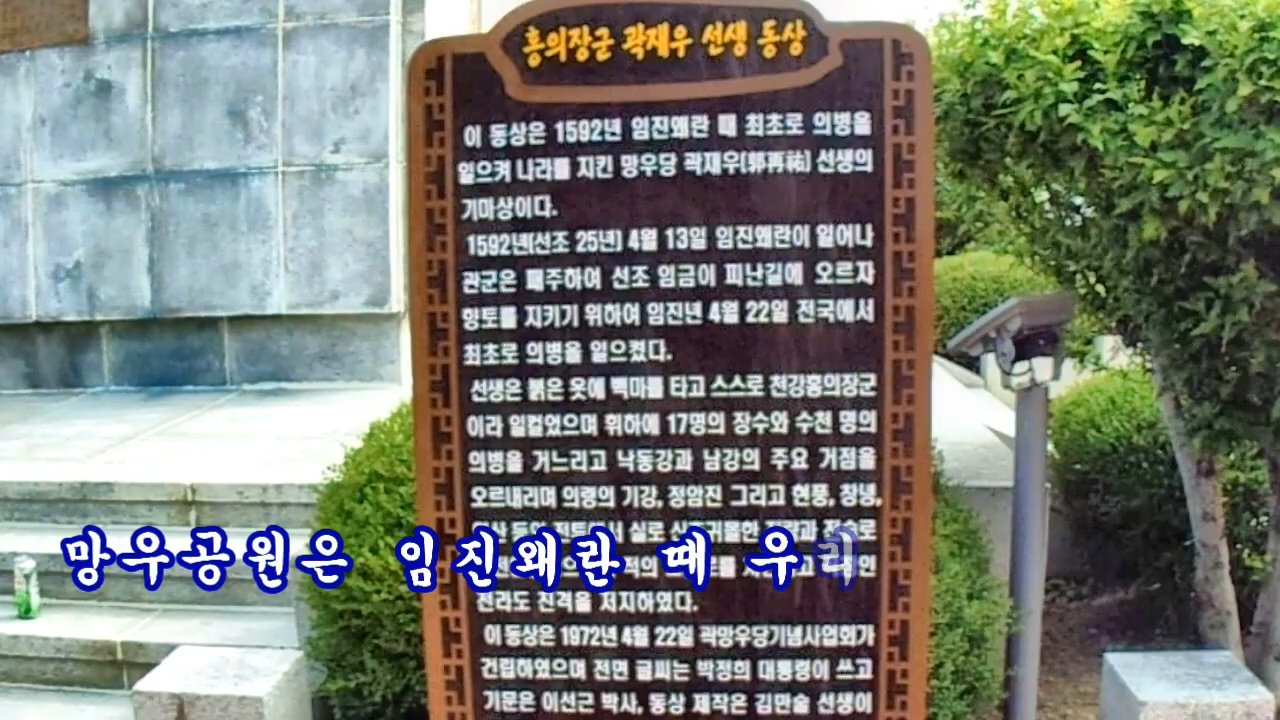 홍의장군 곽재우 선생 동상
이 동상은 1592년 임진왜란 때 최초로 의병을
일으켜 나라를 지킨 망우당 곽재우(郭再祐) 선생의
기마상이다.
1592년(선조 25년) 4월 13일 임진왜란이 일어나
관군은 패주하여 선조 임금이 피난길에 오르자
향토를 지키기 위하여 임진년 4월 22일 전국에서
최초로 의병을 일으켰다.
선생은 붉은 옷에 백마를 타고 스스로 천강홍의장군
이라 일컬었으며 휘하에 17명의 장수와 수천 명의
의병을 거느리고 낙동강과 남강의 주요 거점을
오르내리며 의령의 기강, 정암진 그리고 현풍, 창녕,
실로
망우공원은 임진왜란 때 우리
적의
전라도 진격을 저지하였다.
이 동상은 1972년 4월 22일 곽망우당기념사업회가
건립하였으며 전면 글씨는 박정희 대통령이 쓰고
기문은 이선근 박사, 동상 제작은 김만술 선생이